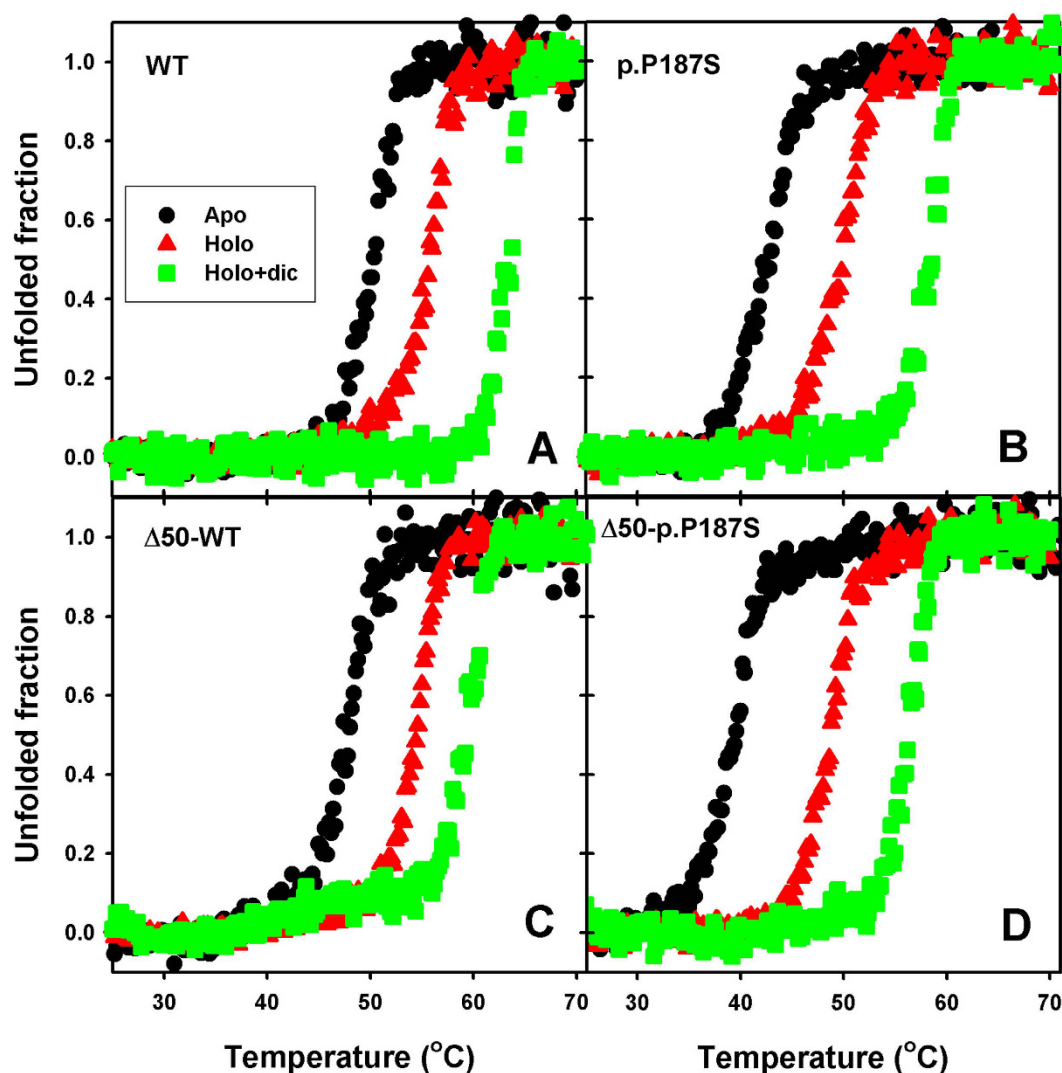 WT
p.P187S
Apo
Holo
Holo+dic
Unfolded fraction
1.0
0.8
0.6
0.4
0.2
0.0
A
B
Δ50-WT
Δ50-p.P187S
Unfolded fraction
1.0
0.8
0.6
0.4
0.2
0.0
C
D
30 40 50 60 70
30 40 50 60 70
Temperature (°C)
Temperature (°C)